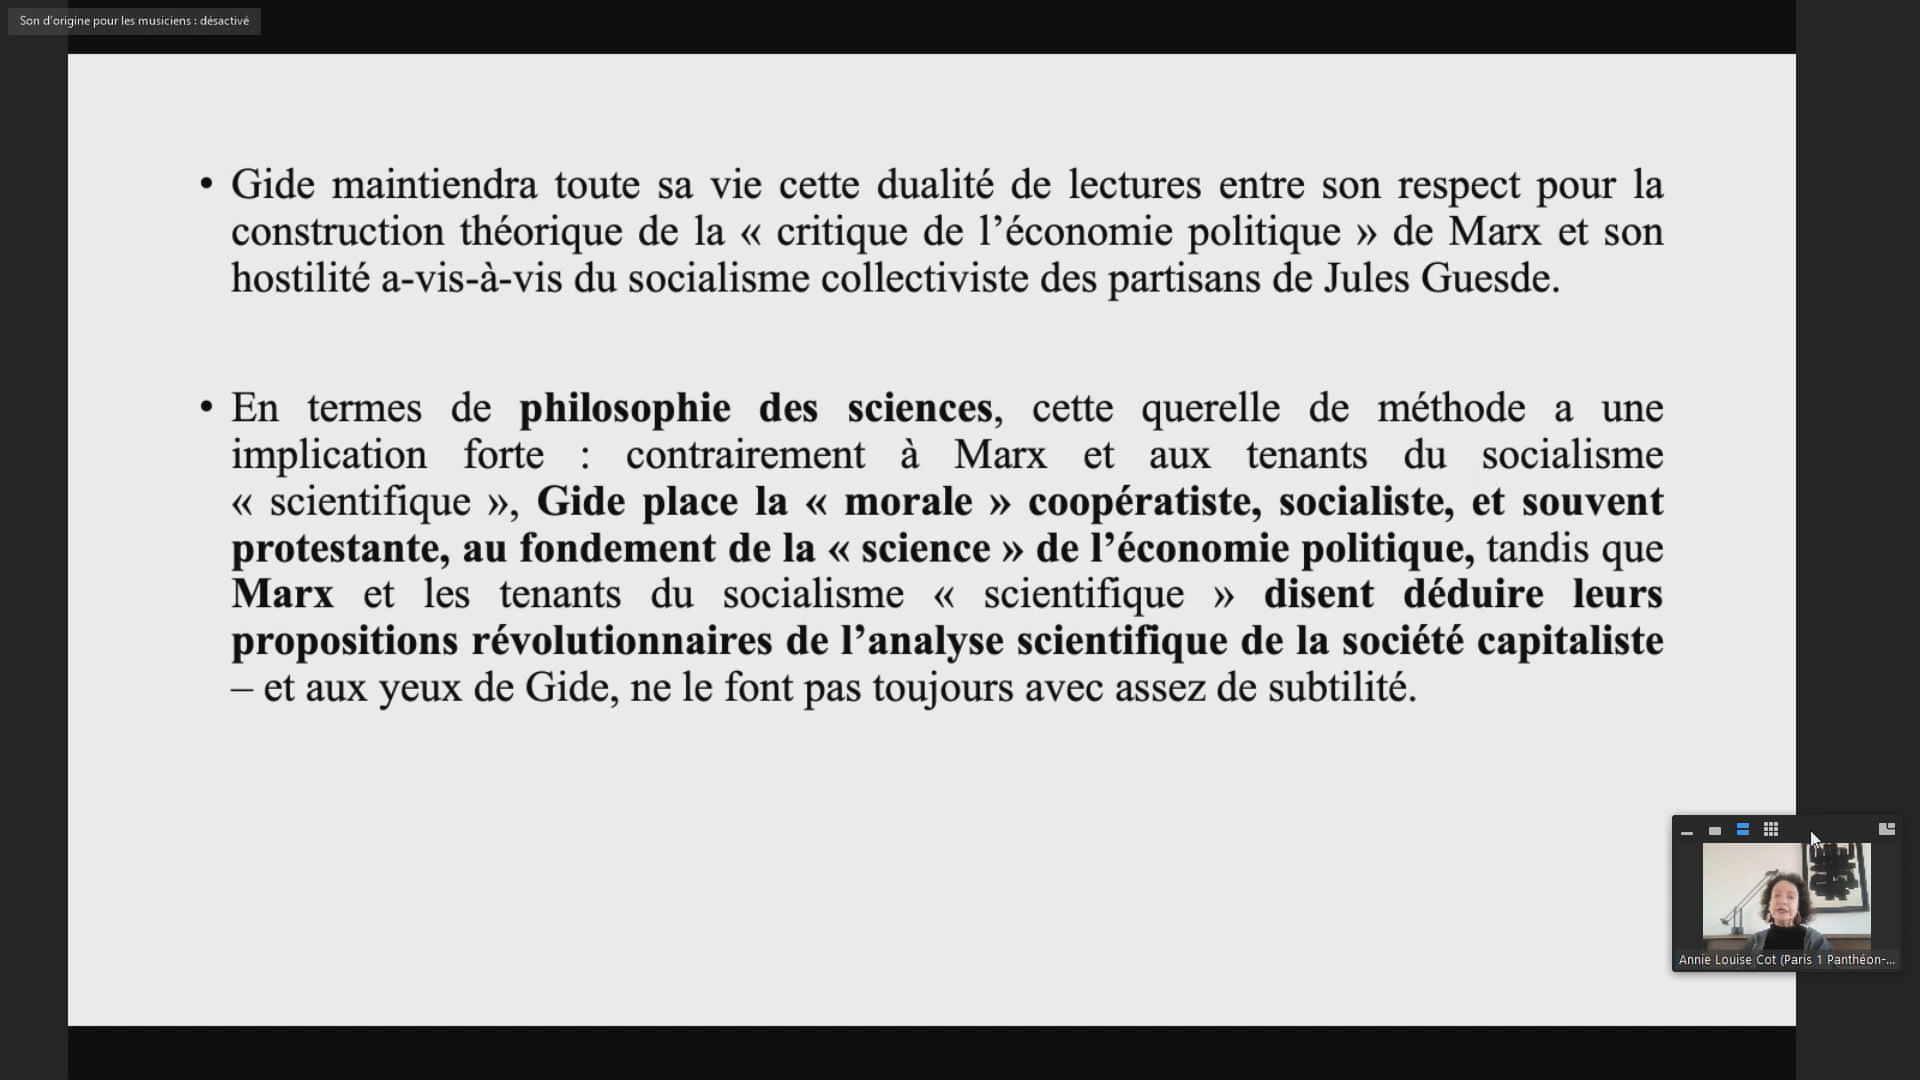 Son d'origine pour les musiciens : désactivé
• Gide maintiendra toute sa vie cette dualité de lectures entre son respect pour la
construction théorique de la « critique de l’économie politique » de Marx et son
hostilité a-vis-à-vis du socialisme collectiviste des partisans de Jules Guesde.
• En termes de philosophie des sciences, cette querelle de méthode a une
implication forte : contrairement à Marx et aux tenants du socialisme
« scientifique », Gide place la « morale » coopératiste, socialiste, et souvent
protestante, au fondement de la « science » de l’économie politique, tandis que
Marx et les tenants du socialisme « scientifique » disent déduire leurs
propositions révolutionnaires de l’analyse scientifique de la société capitaliste
– et aux yeux de Gide, ne le font pas toujours avec assez de subtilité.
Annie Louise Cot (Paris 1 Panthéon-...